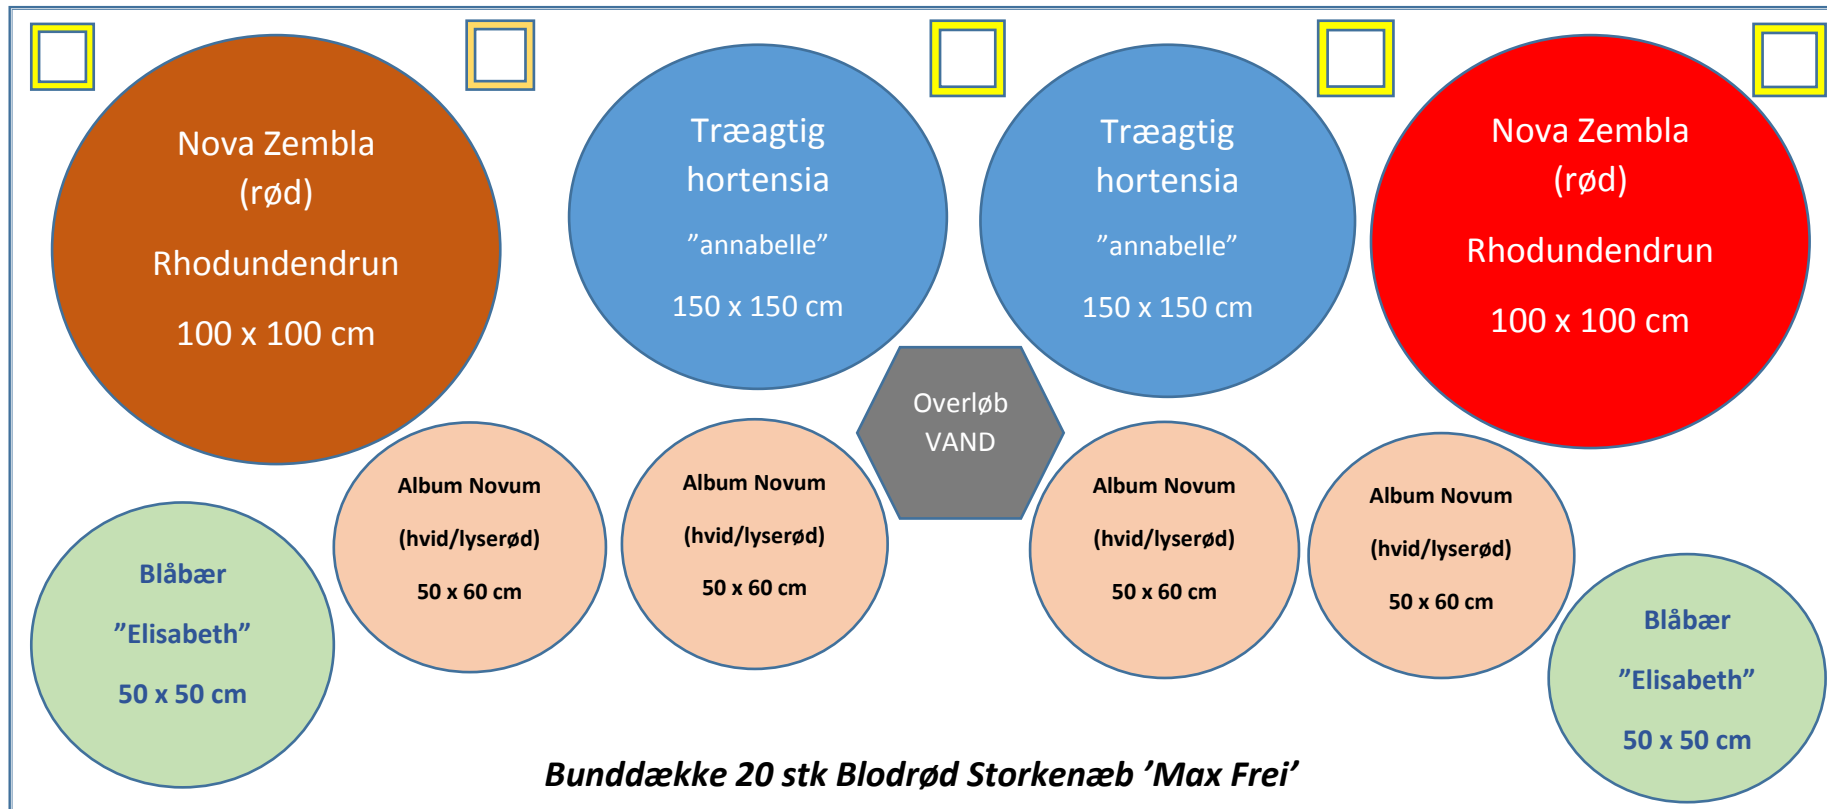 Nova Zembla
(rød)
Rhodundendrun
100 x 100 cm
Træagtig
hortensia
”annabelle”
150 x 150 cm
Træagtig
hortensia
”annabelle”
150 x 150 cm
Nova Zembla
(rød)
Rhodundendrun
100 x 100 cm
Overløb
VAND
Blåbær
”Elisabeth”
50 x 50 cm
Album Novum
(hvid/lyserød)
50 x 60 cm
Album Novum
(hvid/lyserød)
50 x 60 cm
Album Novum
(hvid/lyserød)
50 x 60 cm
Album Novum
(hvid/lyserød)
50 x 60 cm
Blåbær
”Elisabeth”
50 x 50 cm
Bunddække 20 stk Blodrød Storkenæb ’Max Frei’